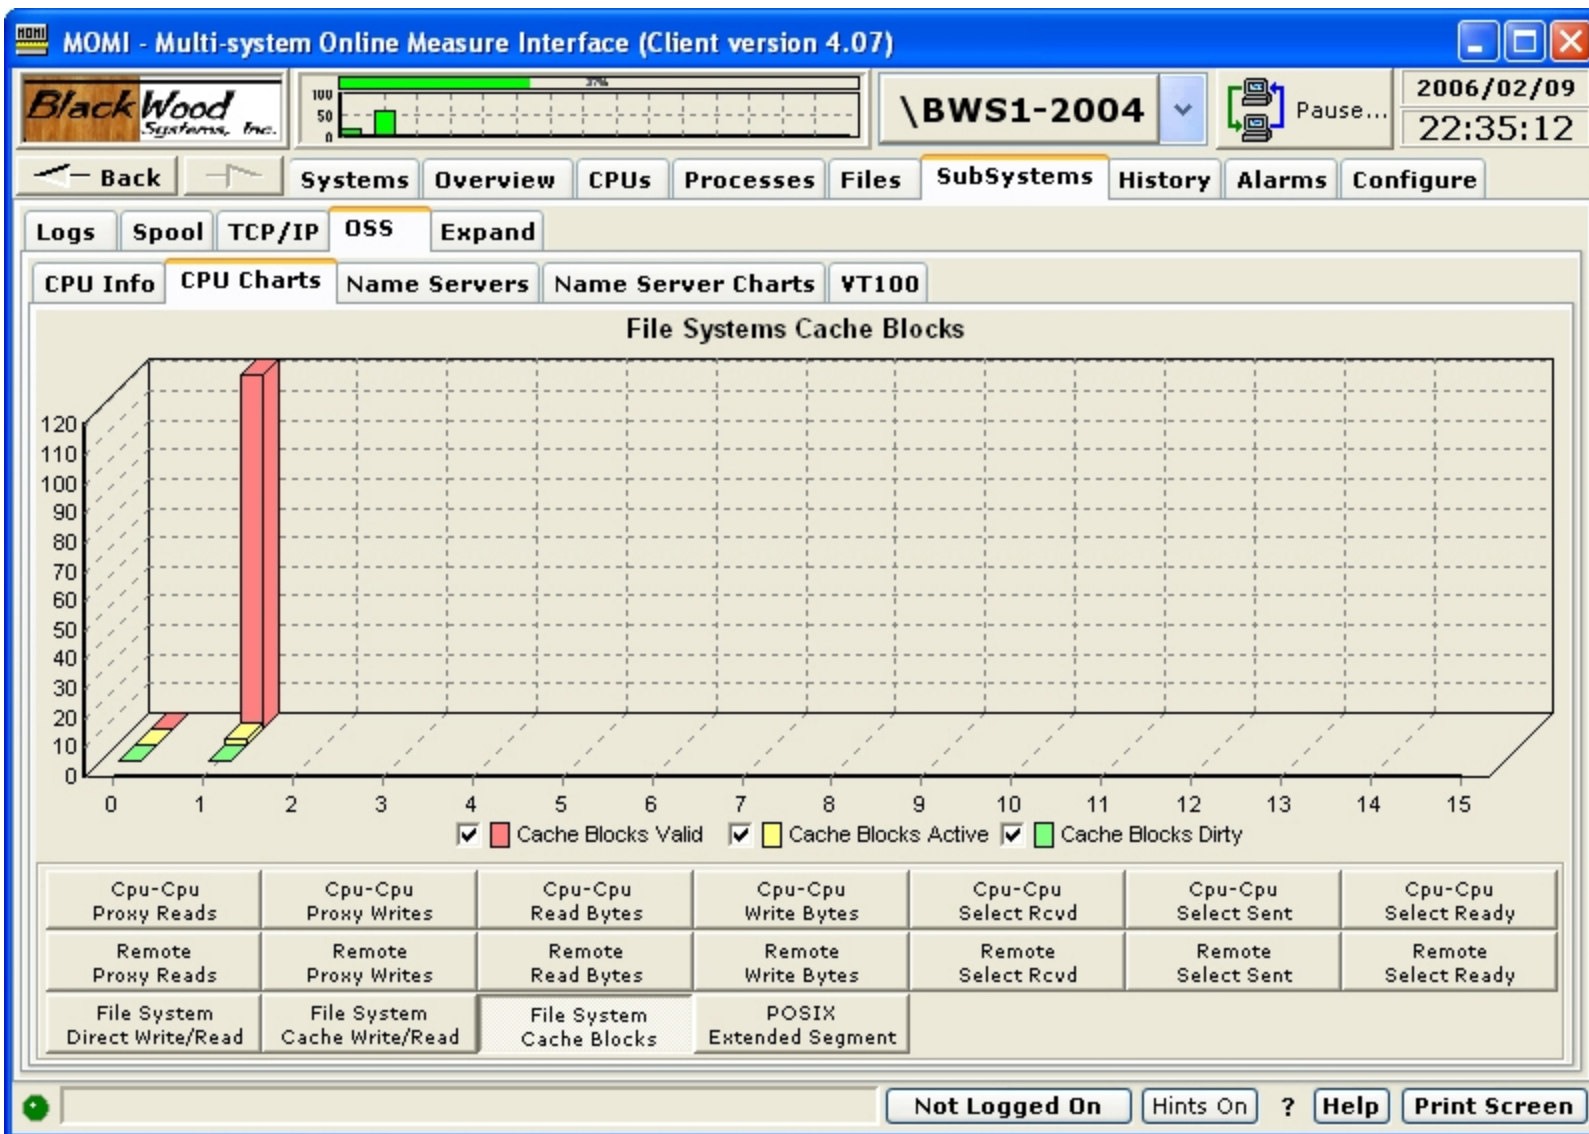 MOMI
MOMI - Multi-system Online Measure Interface (Client version 4.07)
BlackWood
Systems, Inc.
37%
100
50
0
\BWS1-2004
Pause...
2006/02/09
22:35:12
Back
Systems Overview CPUs Processes Files SubSystems History Alarms Configure
Logs Spool TCP/IP OSS Expand
CPU Info CPU Charts Name Servers Name Server Charts VT100
File Systems Cache Blocks
120
110
100
90
80
70
60
50
40
30
20
10
0
0 1 2 3 4 5 6 7 8 9 10 11 12 13 14 15
Cache Blocks Valid Cache Blocks Active Cache Blocks Dirty
Cpu-Cpu Cpu-Cpu Cpu-Cpu Cpu-Cpu Cpu-Cpu Cpu-Cpu Cpu-Cpu
Proxy Reads Proxy Writes Read Bytes Write Bytes Select Rcvd Select Sent Select Ready
Remote Remote Remote Remote Remote Remote Remote
Proxy Reads Proxy Writes Read Bytes Write Bytes Select Rcvd Select Sent Select Ready
File System File System File System POSIX
Direct Write/Read Cache Write/Read Cache Blocks Extended Segment
Not Logged On Hints On ? Help Print Screen